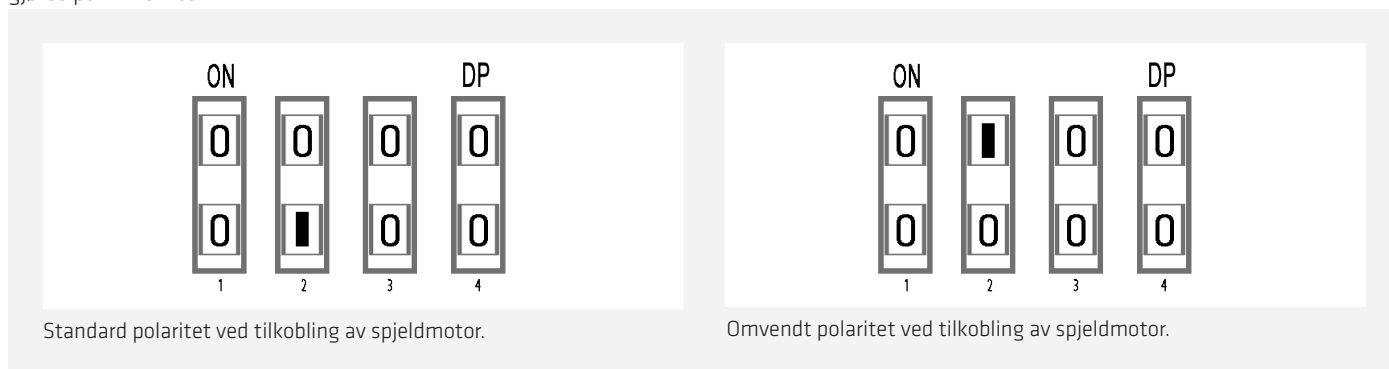 ON DP
0 0 0 0
0 0 0
1 2 3 4
Standard polaritet ved tilkobling av spjeldmotor.
ON DP
0 0 0
0 0 0 0
1 2 3 4
Omvendt polaritet ved tilkobling av spjeldmotor.